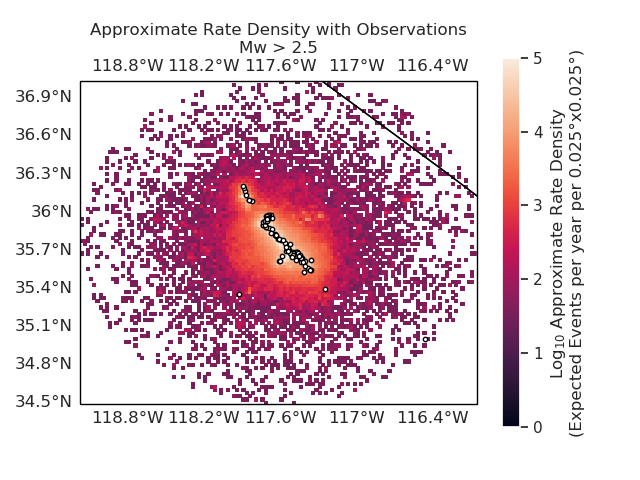 Approximate Rate Density with Observations
Mw > 2.5
118.8°W 118.2°W 117.6°W 117°W 116.4°W
36.9°N
36.6°N
36.3°N
36°N
35.7°N
35.4°N
35.1°N
34.8°N
34.5°N
118.8°W 118.2°W 117.6°W 117°W 116.4°W
5
4
3
2
1
0
Log₁₀ Approximate Rate Density
(Expected Events per year per 0.025°x0.025°)